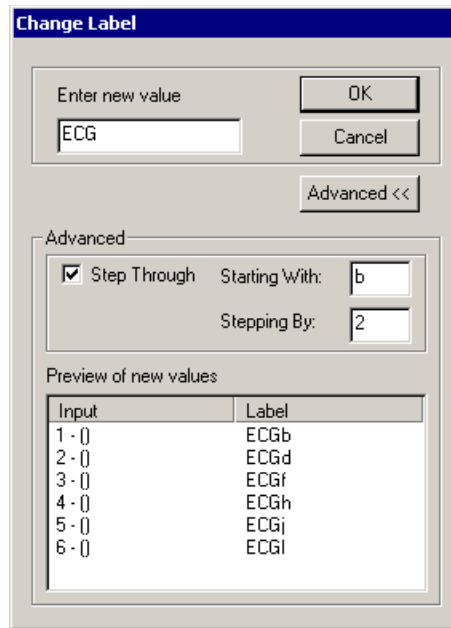 Change Label
Enter new value
OK
ECG
Cancel
Advanced <<
Advanced
Step Through Starting With: b
Stepping By: 2
Preview of new values
Input Label
1 - () ECGb
2 - () ECGd
3 - () ECGf
4 - () ECGh
5 - () ECGj
6 - () ECGl